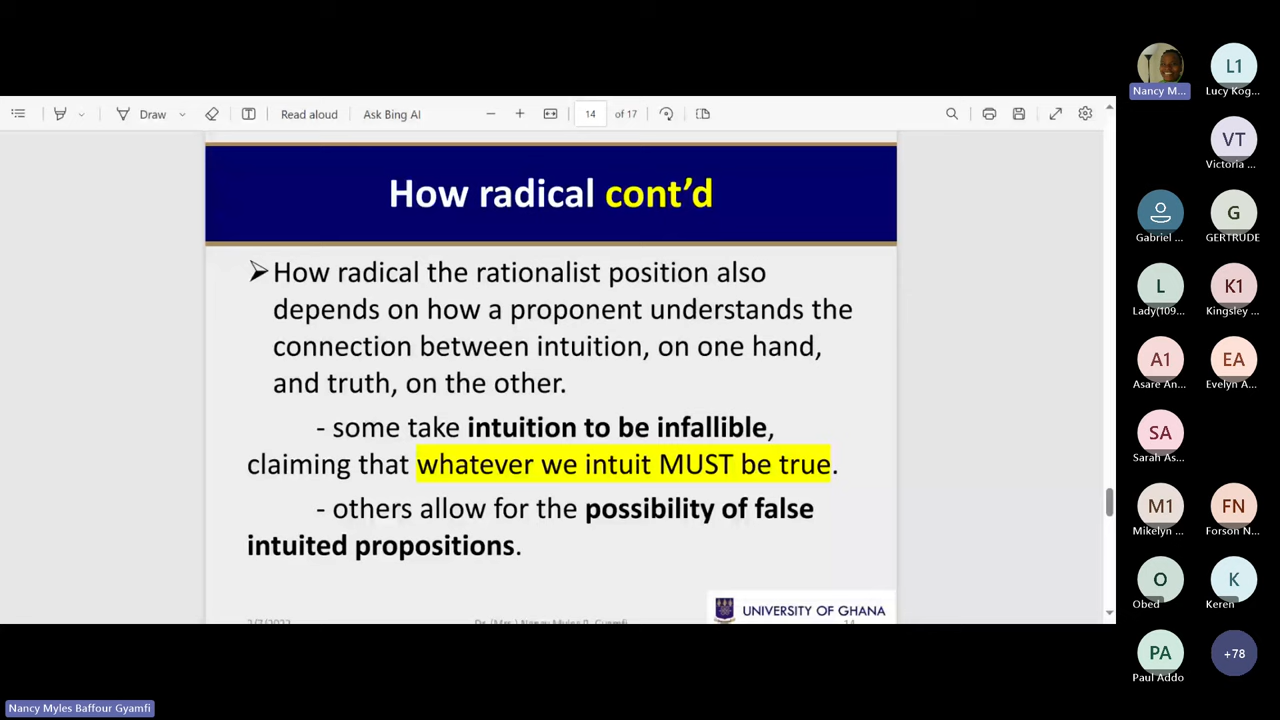 Draw
Read aloud
Ask Bing AI
14
of 17
How radical cont’d
➢How radical the rationalist position also
depends on how a proponent understands the
connection between intuition, on one hand,
and truth, on the other.
- some take intuition to be infallible,
claiming that whatever we intuit MUST be true.
- others allow for the possibility of false
intuited propositions.
UNIVERSITY OF GHANA
Nancy M...
L1
Lucy Kog...
VT
Victoria ...
Gabriel ...
G
GERTRUDE
L
Lady(109...
K1
Kingsley ...
A1
Asare An...
EA
Evelyn A...
SA
Sarah As...
M1
Mikelyn ...
FN
Forson N...
O
Obed
K
Keren
PA
Paul Addo
+78
Nancy Myles Baffour Gyamfi